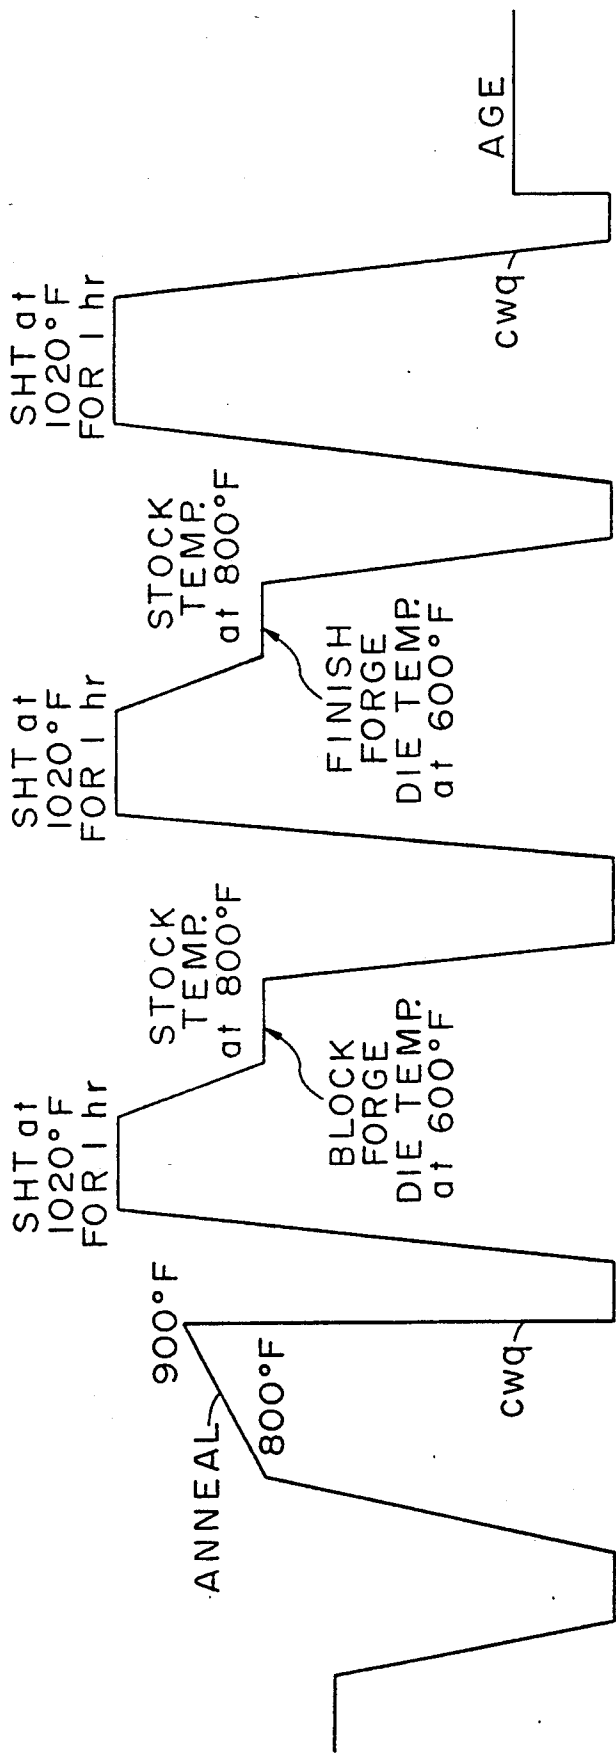 ANNEAL
900°F
800°F
cwq
SHT at
1020°F
FOR 1 hr
STOCK
TEMP.
at 800°F
BLOCK
FORGE
DIE TEMP.
at 600°F
SHT at
1020°F
FOR 1 hr
STOCK
TEMP.
at 800°F
FINISH
FORGE
DIE TEMP.
at 600°F
SHT at
1020°F
FOR 1 hr
cwq
AGE